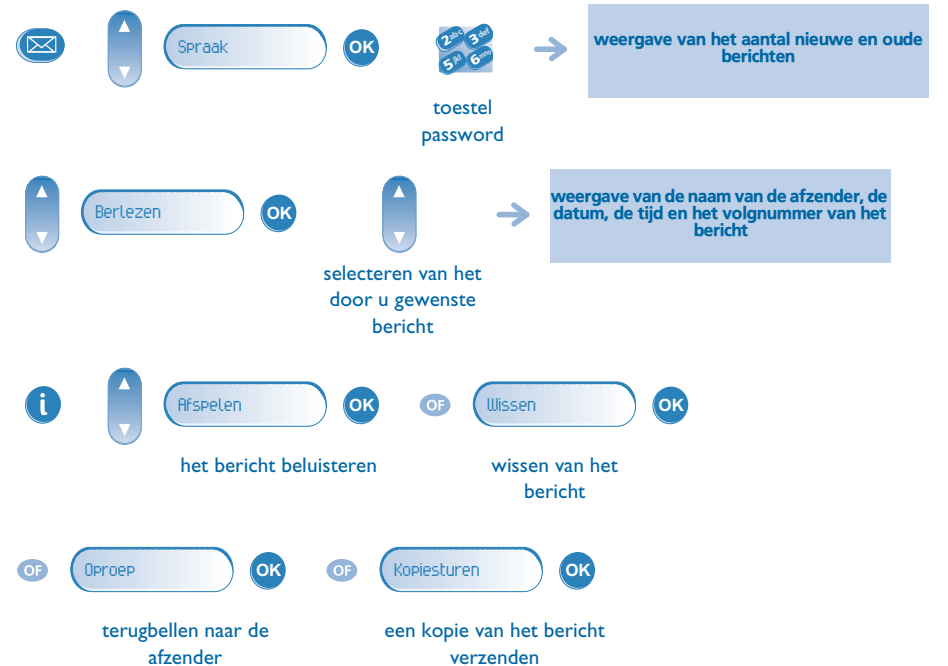 Spraak
OK
2abc 3def
5jkl 6mno
weergave van het aantal nieuwe en oude
berichten
toestel
password
Berlezen
OK
weergave van de naam van de afzender, de
datum, de tijd en het volgnummer van het
bericht
selecteren van het
door u gewenste
bericht
i
Afspelen
OK
OF
Wissen
OK
het bericht beluisteren
wissen van het
bericht
OF
Oproep
OK
OF
Kopiesturen
OK
terugbellen naar de
afzender
een kopie van het bericht
verzenden